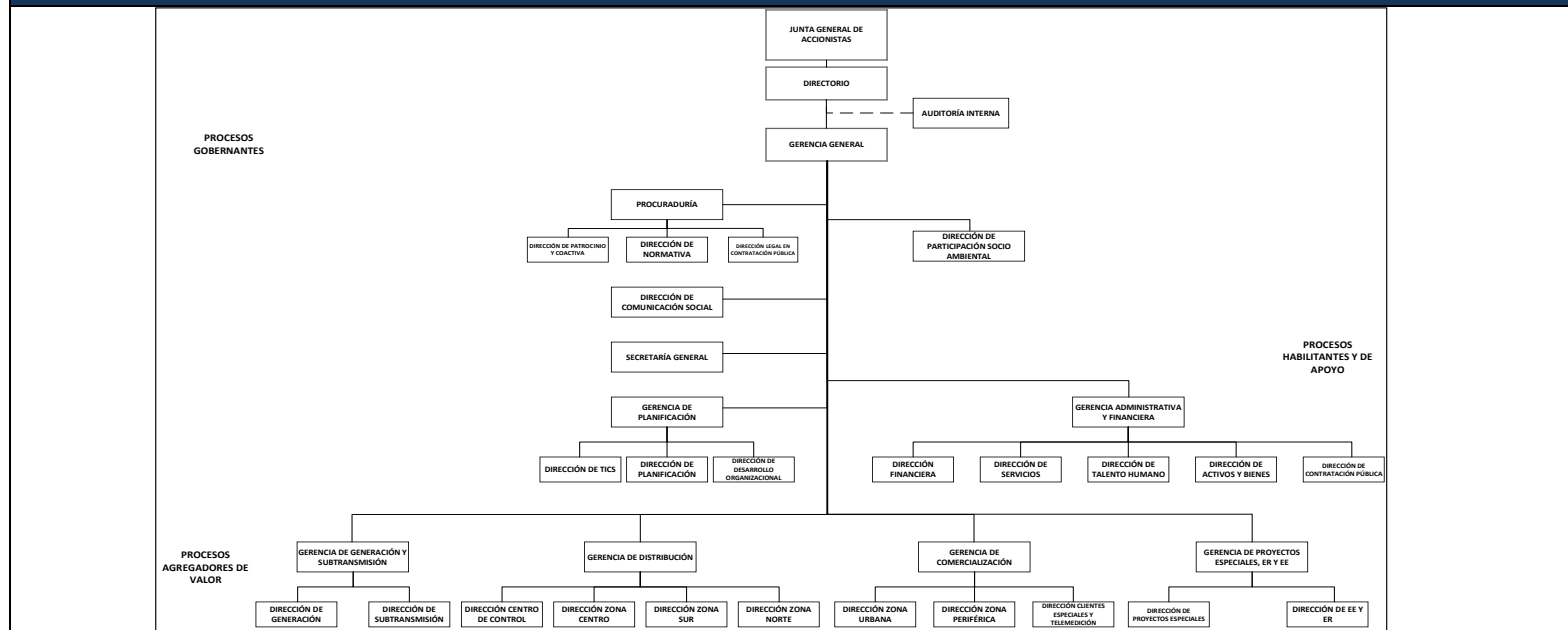 JUNTA GENERAL DE
ACCIONISTAS
DIRECTORIO
AUDITORÍA INTERNA
PROCESOS
GOBERNANTES
GERENCIA GENERAL
PROCURADURÍA
DIRECCIÓN DE PATROCINIO
Y COACTIVA
DIRECCIÓN DE
NORMATIVA
DIRECCIÓN LEGAL EN
CONTRATACIÓN PÚBLICA
DIRECCIÓN DE
PARTICIPACIÓN SOCIO
AMBIENTAL
DIRECCIÓN DE
COMUNICACIÓN SOCIAL
SECRETARÍA GENERAL
PROCESOS
HABILITANTES Y DE
APOYO
GERENCIA DE
PLANIFICACIÓN
GERENCIA ADMINISTRATIVA
Y FINANCIERA
DIRECCIÓN DE TICS
DIRECCIÓN DE
PLANIFICACIÓN
DIRECCIÓN DE
DESARROLLO
ORGANIZACIONAL
DIRECCIÓN
FINANCIERA
DIRECCIÓN DE
SERVICIOS
DIRECCIÓN DE
TALENTO HUMANO
DIRECCIÓN DE
ACTIVOS Y BIENES
DIRECCIÓN DE
CONTRATACIÓN PÚBLICA
PROCESOS
AGREGADORES DE
VALOR
GERENCIA DE GENERACIÓN Y
SUBTRANSMISIÓN
GERENCIA DE DISTRIBUCIÓN
GERENCIA DE
COMERCIALIZACIÓN
GERENCIA DE PROYECTOS
ESPECIALES, ER Y EE
DIRECCIÓN DE
GENERACIÓN
DIRECCIÓN DE
SUBTRANSMISIÓN
DIRECCIÓN CENTRO
DE CONTROL
DIRECCIÓN ZONA
CENTRO
DIRECCIÓN ZONA
SUR
DIRECCIÓN ZONA
NORTE
DIRECCIÓN ZONA
URBANA
DIRECCIÓN ZONA
PERIFÉRICA
DIRECCIÓN CLIENTES
ESPECIALES Y
TELEMEDICIÓN
DIRECCIÓN DE
PROYECTOS ESPECIALES
DIRECCIÓN DE EE Y
ER